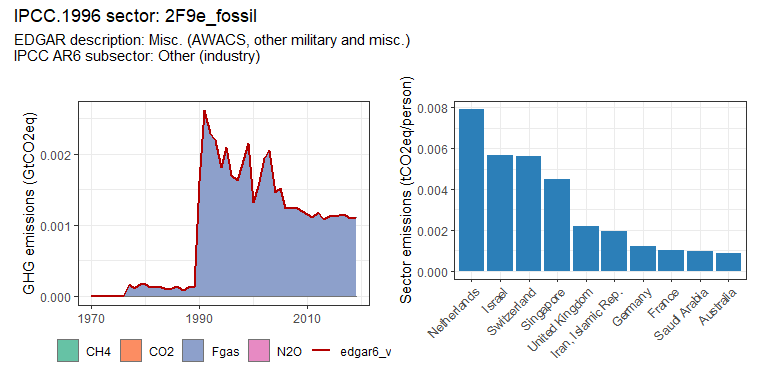 IPCC.1996 sector: 2F9e_fossil
EDGAR description: Misc. (AWACS, other military and misc.)
IPCC AR6 subsector: Other (industry)
GHG emissions (GtCO2eq)
0.002
0.001
0.000
1970
1990
2010
CH4
CO2
Fgas
N2O
edgar6_v
Sector emissions (tCO2eq/person)
0.008
0.006
0.004
0.002
0.000
Netherlands
Israel
Switzerland
Singapore
United Kingdom
Iran, Islamic Rep.
Germany
France
Saudi Arabia
Australia